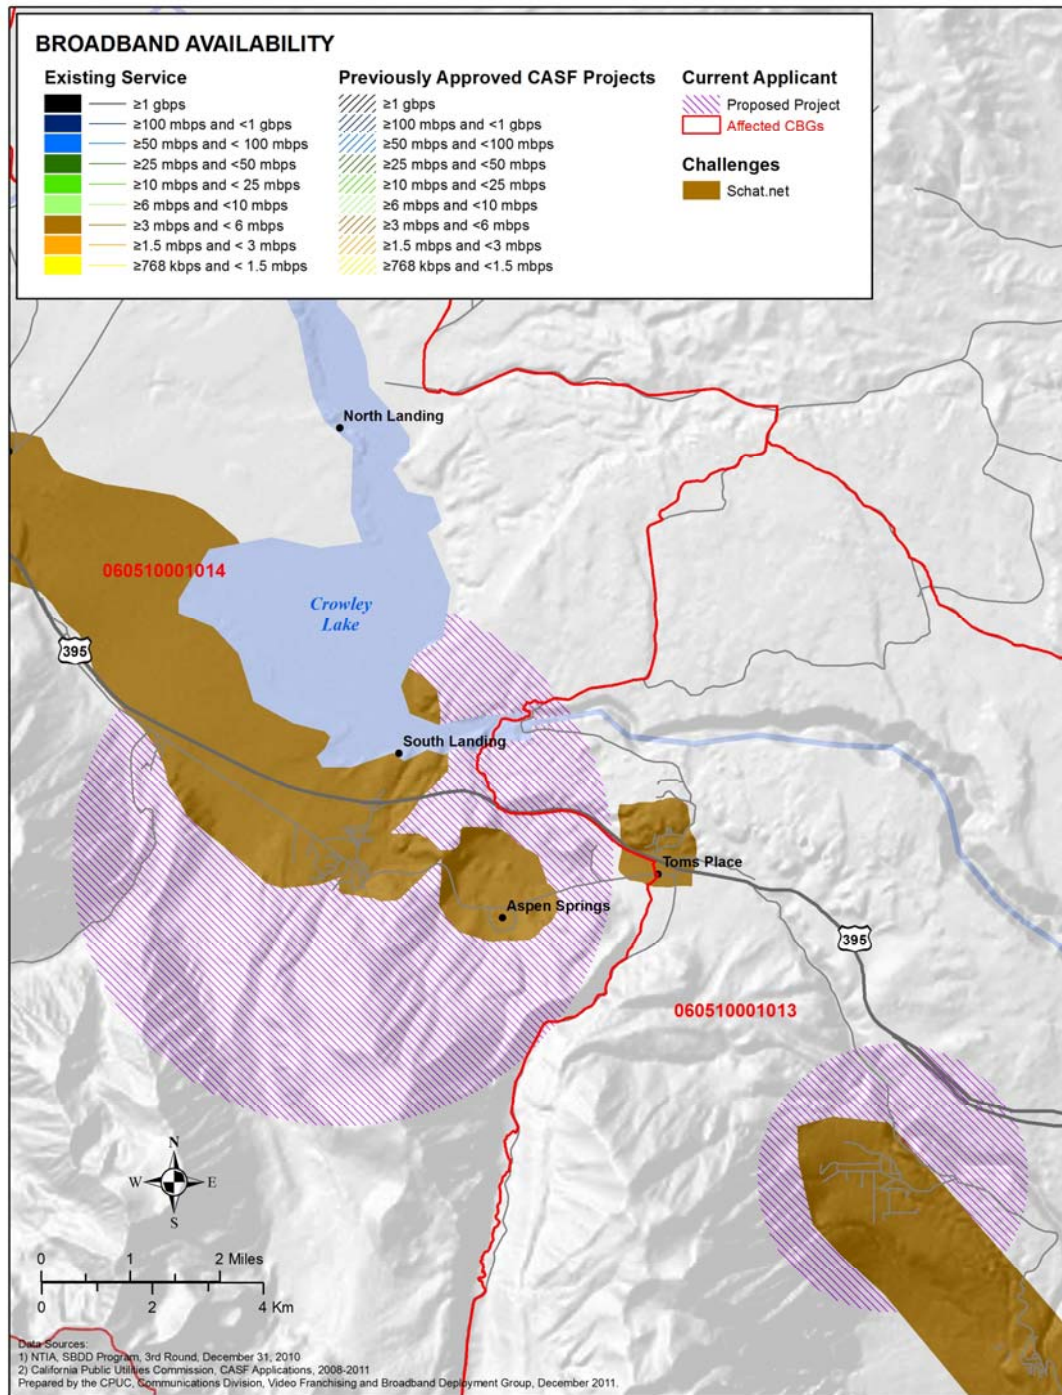 BROADBAND AVAILABILITY
Existing Service
≥1 gbps
≥100 mbps and <1 gbps
≥50 mbps and < 100 mbps
≥25 mbps and <50 mbps
≥10 mbps and < 25 mbps
≥6 mbps and <10 mbps
≥3 mbps and < 6 mbps
≥1.5 mbps and < 3 mbps
≥768 kbps and < 1.5 mbps
Previously Approved CASF Projects
≥1 gbps
≥100 mbps and <1 gbps
≥50 mbps and <100 mbps
≥25 mbps and <50 mbps
≥10 mbps and <25 mbps
≥6 mbps and <10 mbps
≥3 mbps and <6 mbps
≥1.5 mbps and <3 mbps
≥768 kbps and <1.5 mbps
Current Applicant
Proposed Project
Affected CBGs
Challenges
Schat.net
North Landing
060510001014
Crowley
Lake
395
South Landing
Toms Place
Aspen Springs
395
060510001013
N
W E
S
0 1 2 Miles
0 2 4 Km
Data Sources:
1) NTIA, SBDD Program, 3rd Round, December 31, 2010
2) California Public Utilities Commission, CASF Applications, 2008-2011
Prepared by the CPUC, Communications Division, Video Franchising and Broadband Deployment Group, December 2011.